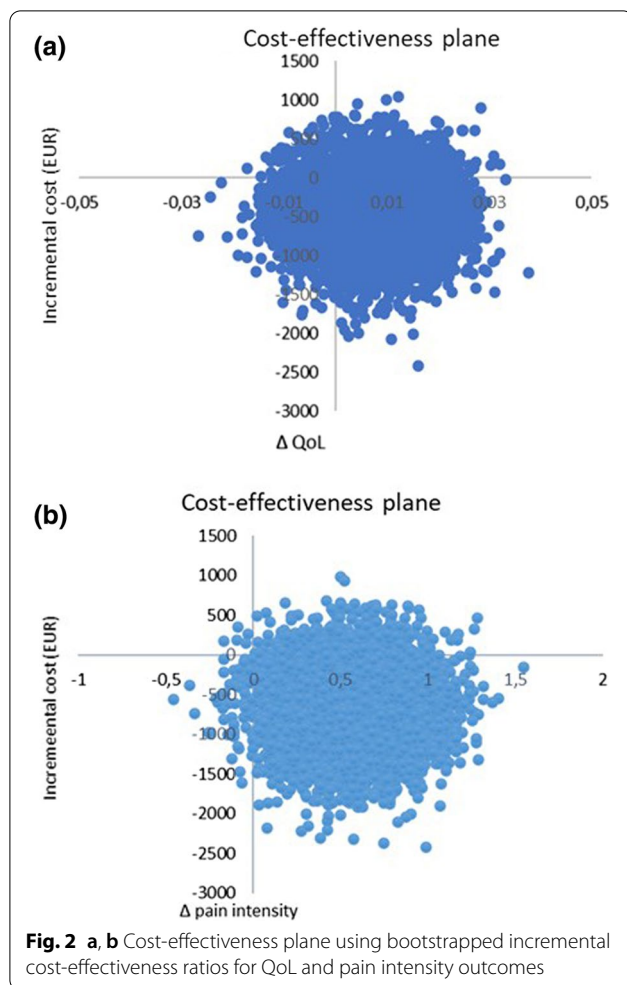 (a)
Cost-effectiveness plane
Incremental cost (EUR)
1500
1000
500
0
-0,05 -0,03 -0,01 0,01 0,03 0,05
-500
1000
-1500
-2000
-2500
-3000
Δ QoL
(b)
Cost-effectiveness plane
Increemental cost (EUR)
1500
1000
500
0
-1 -0,5 0 0,5 1 1,5 2
-500
-1000
-1500
-2000
-2500
-3000
Δ pain intensity
Fig. 2 a, b Cost-effectiveness plane using bootstrapped incremental
cost-effectiveness ratios for QoL and pain intensity outcomes